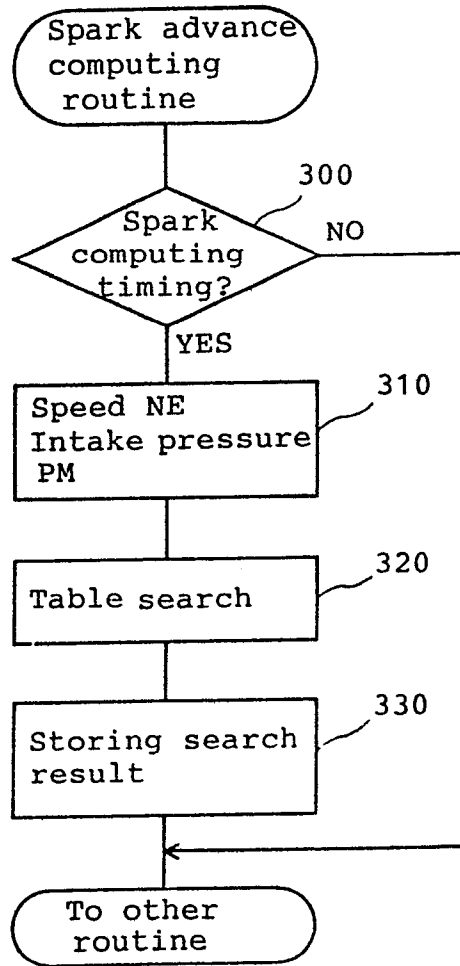 Spark advance
computing
routine
300
Spark
computing
timing?
NO
YES
310
Speed NE
Intake pressure
PM
320
Table search
330
Storing search
result
To other
routine